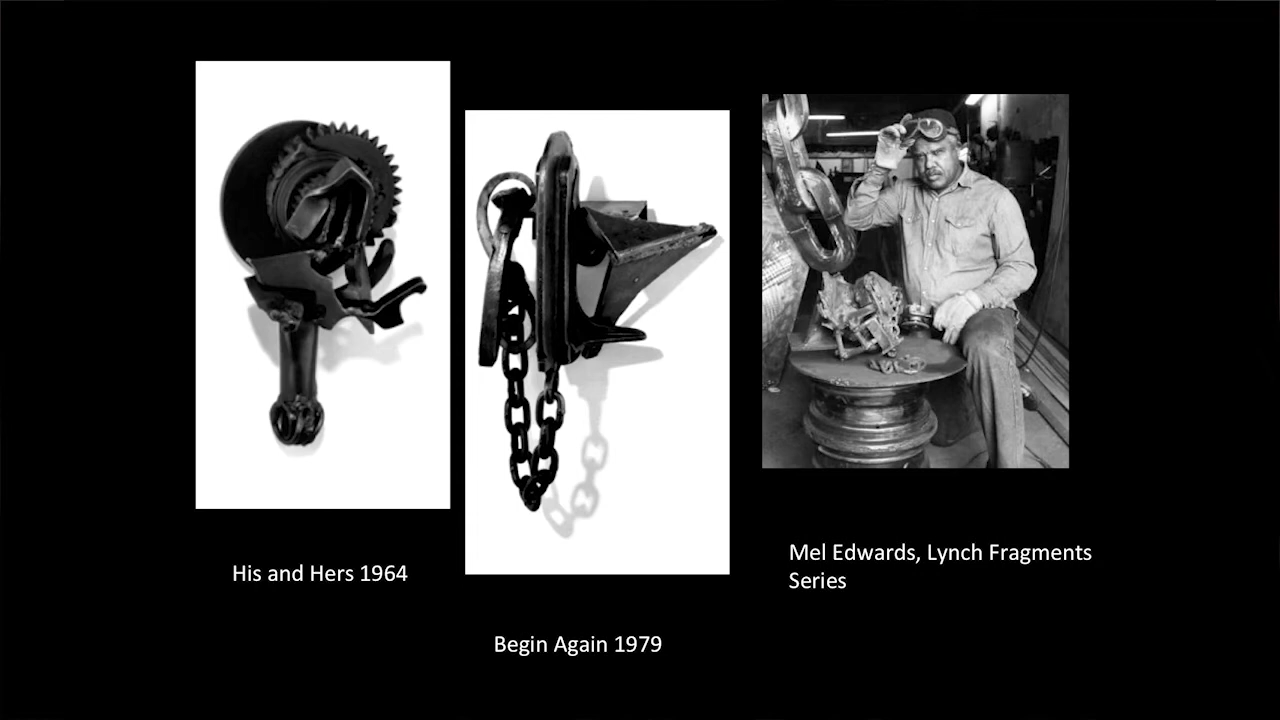 His and Hers 1964
Begin Again 1979
Mel Edwards, Lynch Fragments
Series